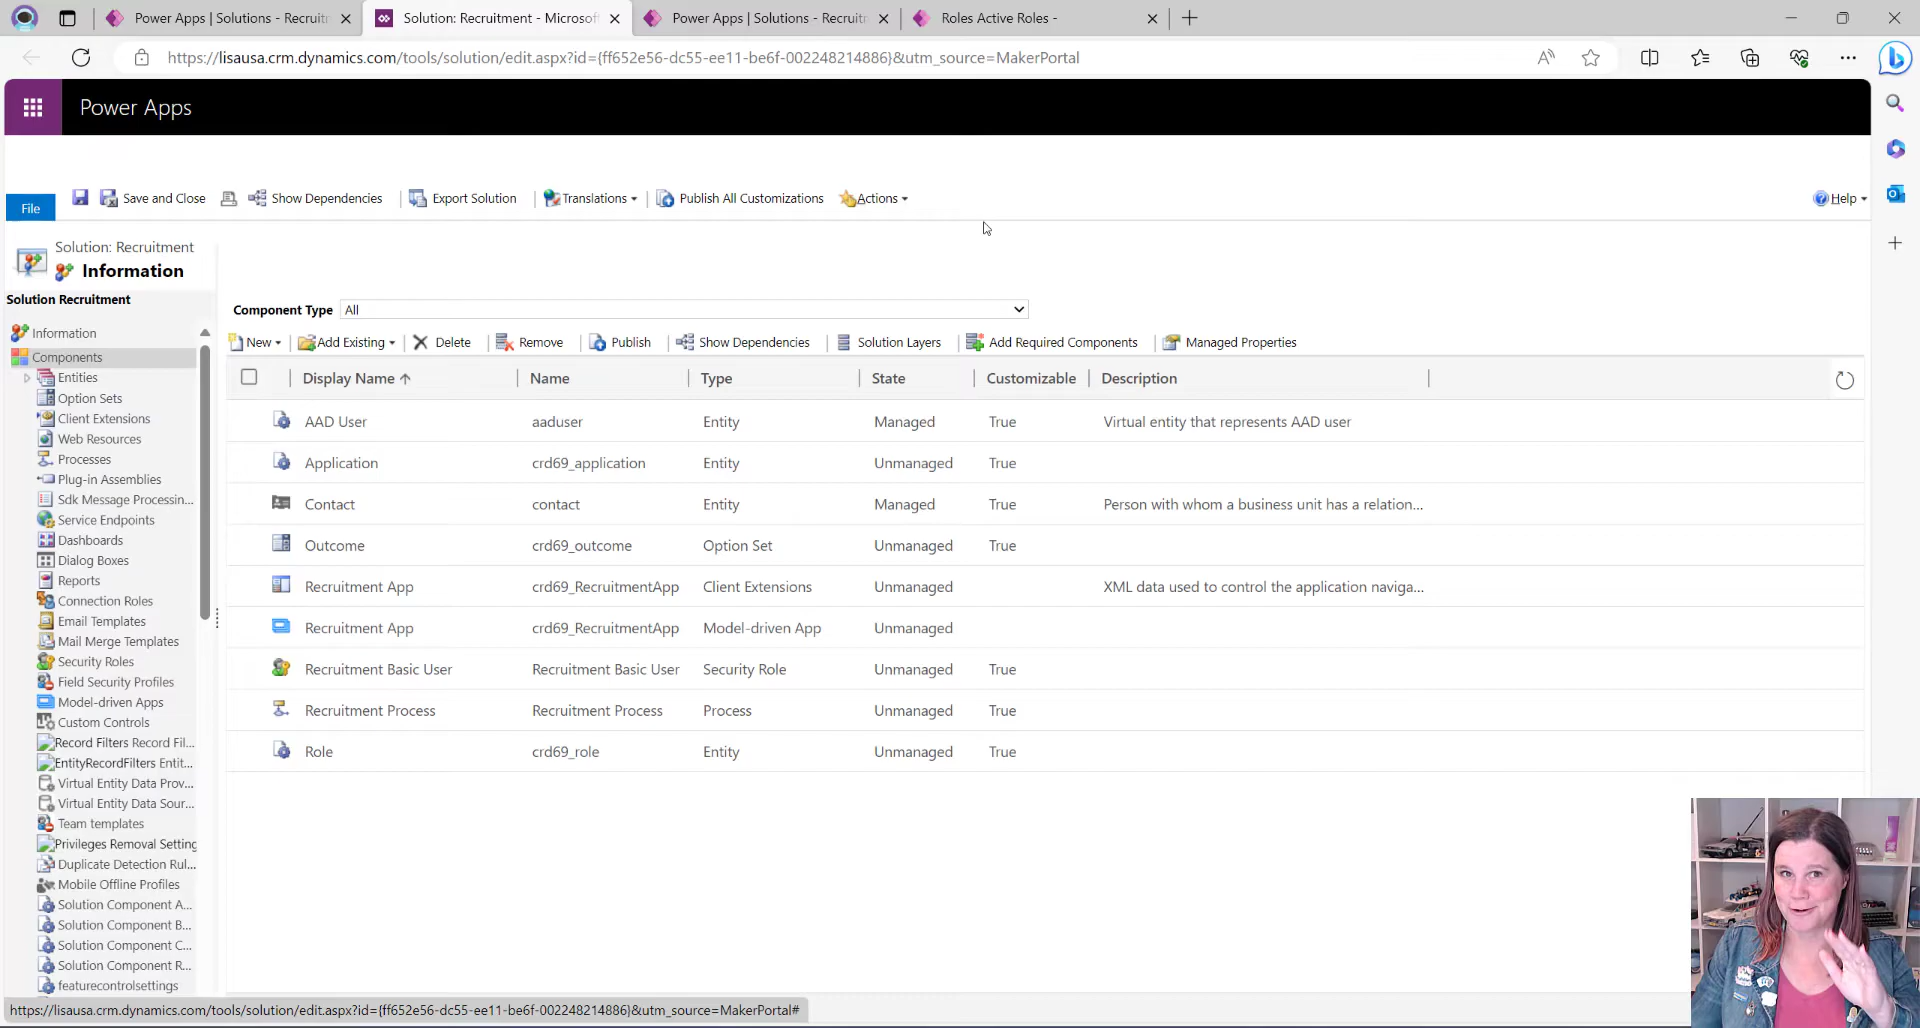 Power Apps | Solutions - Recruitm
Solution: Recruitment - Microsof
Power Apps | Solutions - Recruitm
Roles Active Roles -
https://lisausa.crm.dynamics.com/tools/solution/edit.aspx?id={ff652e56-dc55-ee11-be6f-002248214886}&utm_source=MakerPortal
Power Apps
File
Save and Close
Show Dependencies
Export Solution
Translations
Publish All Customizations
Actions
Help
Solution: Recruitment
Information
Solution Recruitment
Component Type All
Information
Components
Entities
Option Sets
Client Extensions
Web Resources
Processes
Plug-in Assemblies
Sdk Message Processin...
Service Endpoints
Dashboards
Dialog Boxes
Reports
Connection Roles
Email Templates
Mail Merge Templates
Security Roles
Field Security Profiles
Model-driven Apps
Custom Controls
Record Filters Record Fil...
EntityRecordFilters Entit...
Virtual Entity Data Prov...
Virtual Entity Data Sour...
Team templates
Privileges Removal Setting
Duplicate Detection Rul...
Mobile Offline Profiles
Solution Component A...
Solution Component B...
Solution Component C...
Solution Component R...
featurecontrolsettings
New Add Existing Delete Remove Publish Show Dependencies Solution Layers Add Required Components Managed Properties
Display Name Name Type State Customizable Description
AAD User aaduser Entity Managed True Virtual entity that represents AAD user
Application crd69_application Entity Unmanaged True
Contact contact Entity Managed True Person with whom a business unit has a relation...
Outcome crd69_outcome Option Set Unmanaged True
Recruitment App crd69_RecruitmentApp Client Extensions Unmanaged XML data used to control the application naviga...
Recruitment App crd69_RecruitmentApp Model-driven App Unmanaged
Recruitment Basic User Recruitment Basic User Security Role Unmanaged True
Recruitment Process Recruitment Process Process Unmanaged True
Role crd69_role Entity Unmanaged True
https://lisausa.crm.dynamics.com/tools/solution/edit.aspx?id={ff652e56-dc55-ee11-be6f-002248214886}&utm_source=MakerPortal#